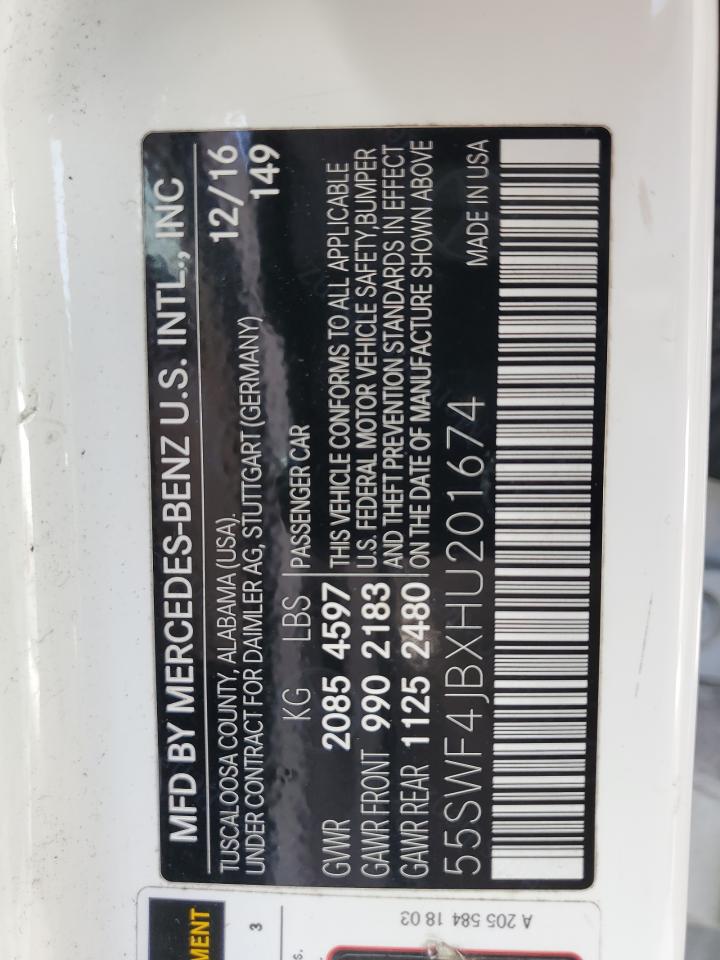 MFD BY MERCEDES-BENZ U.S. INTL., INC
TUSCALOOSA COUNTY, ALABAMA (USA).
UNDER CONTRACT FOR DAIMLER AG, STUTTGART (GERMANY)
12/16
149
KG LBS
GVWR 2085 4597
GAWR FRONT 990 2183
GAWR REAR 1125 2480
PASSENGER CAR
THIS VEHICLE CONFORMS TO ALL APPLICABLE
U.S. FEDERAL MOTOR VEHICLE SAFETY,BUMPER
AND THEFT PREVENTION STANDARDS IN EFFECT
ON THE DATE OF MANUFACTURE SHOWN ABOVE
55SWF4JBXHU201674
MADE IN USA
MENT
3
s.
A 205 584 18 03